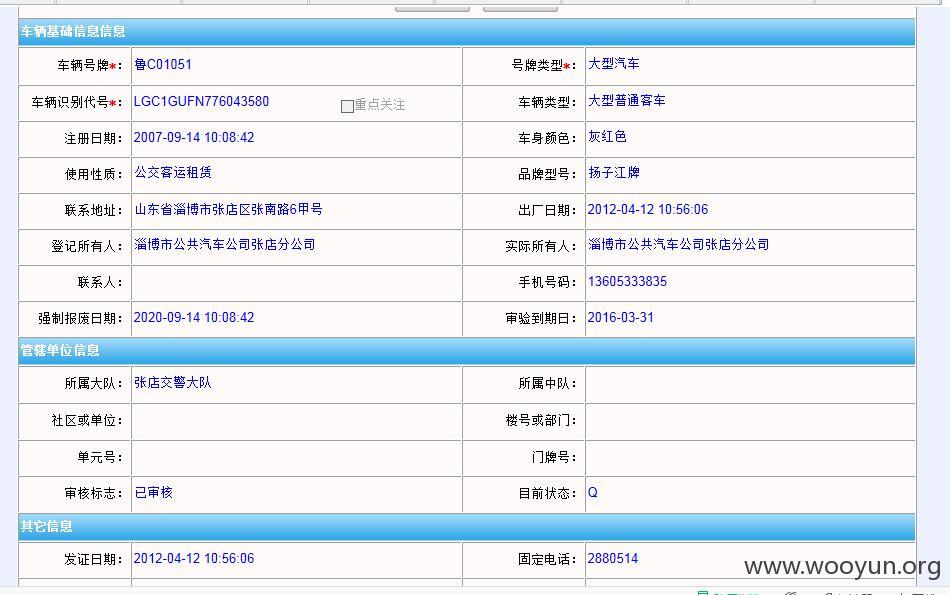 车辆基础信息信息
车辆号牌*： 鲁C01051 号牌类型*： 大型汽车
车辆识别代号*： LGC1GUFN776043580 重点关注 车辆类型： 大型普通客车
注册日期： 2007-09-14 10:08:42 车身颜色： 灰红色
使用性质： 公交客运租赁 品牌型号： 扬子江牌
联系地址： 山东省淄博市张店区张南路6甲号 出厂日期： 2012-04-12 10:56:06
登记所有人： 淄博市公共汽车公司张店分公司 实际所有人： 淄博市公共汽车公司张店分公司
联系人： 手机号码： 13605333835
强制报废日期： 2020-09-14 10:08:42 审验到期日： 2016-03-31
管辖单位信息
所属大队： 张店交警大队 所属中队：
社区或单位： 楼号或部门：
单元号： 门牌号：
审核标志： 已审核 目前状态： Q
其它信息
发证日期： 2012-04-12 10:56:06 固定电话： 2880514
www.wooyun.org